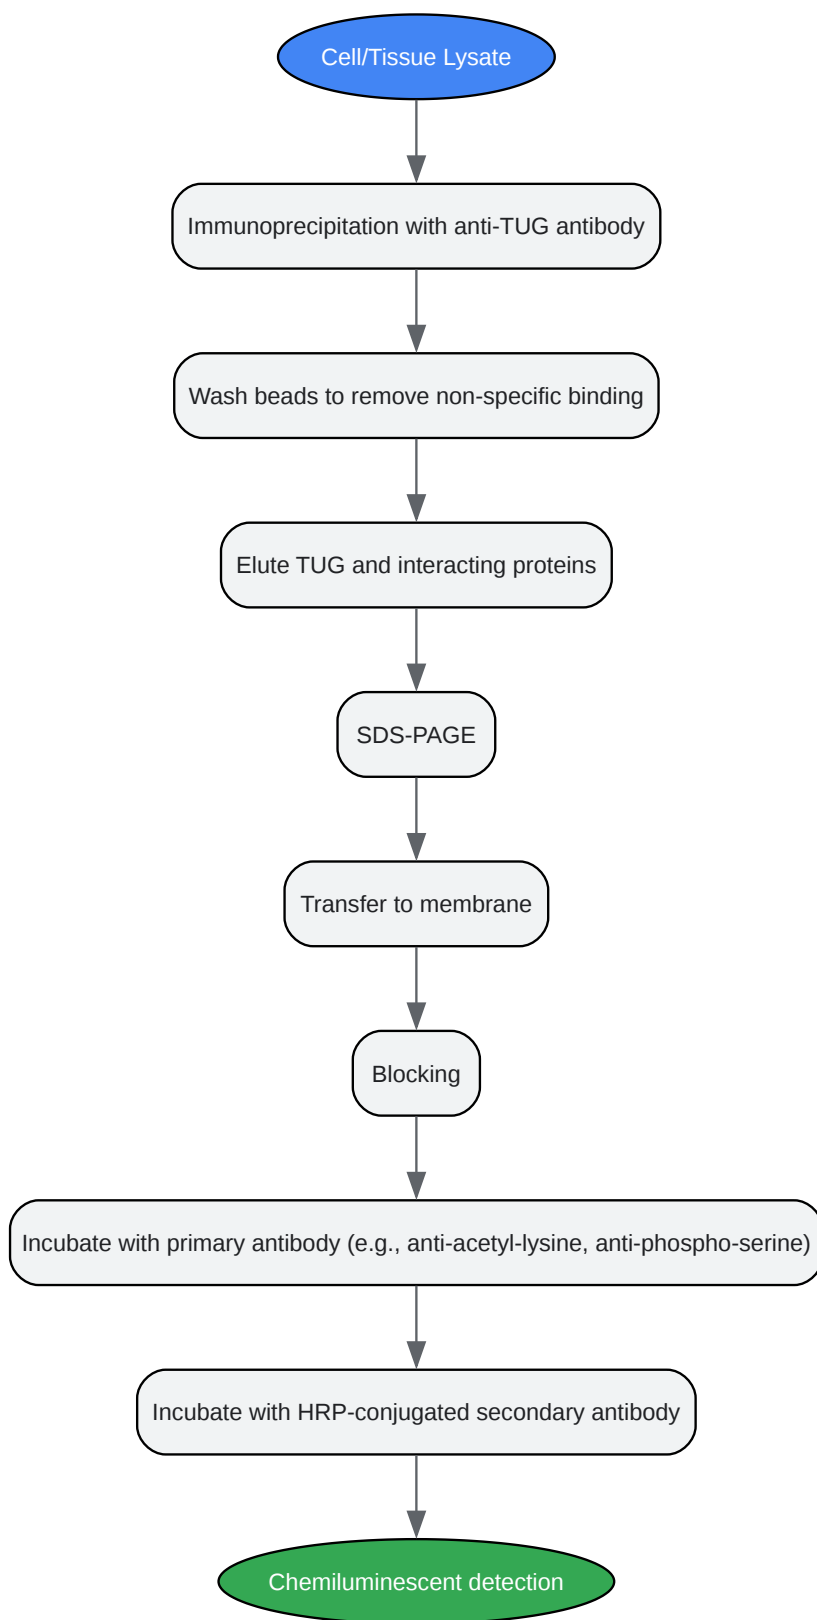 Cell/Tissue Lysate
Immunoprecipitation with anti-TUG antibody
Wash beads to remove non-specific binding
Elute TUG and interacting proteins
SDS-PAGE
Transfer to membrane
Blocking
Incubate with primary antibody (e.g., anti-acetyl-lysine, anti-phospho-serine)
Incubate with HRP-conjugated secondary antibody
Chemiluminescent detection